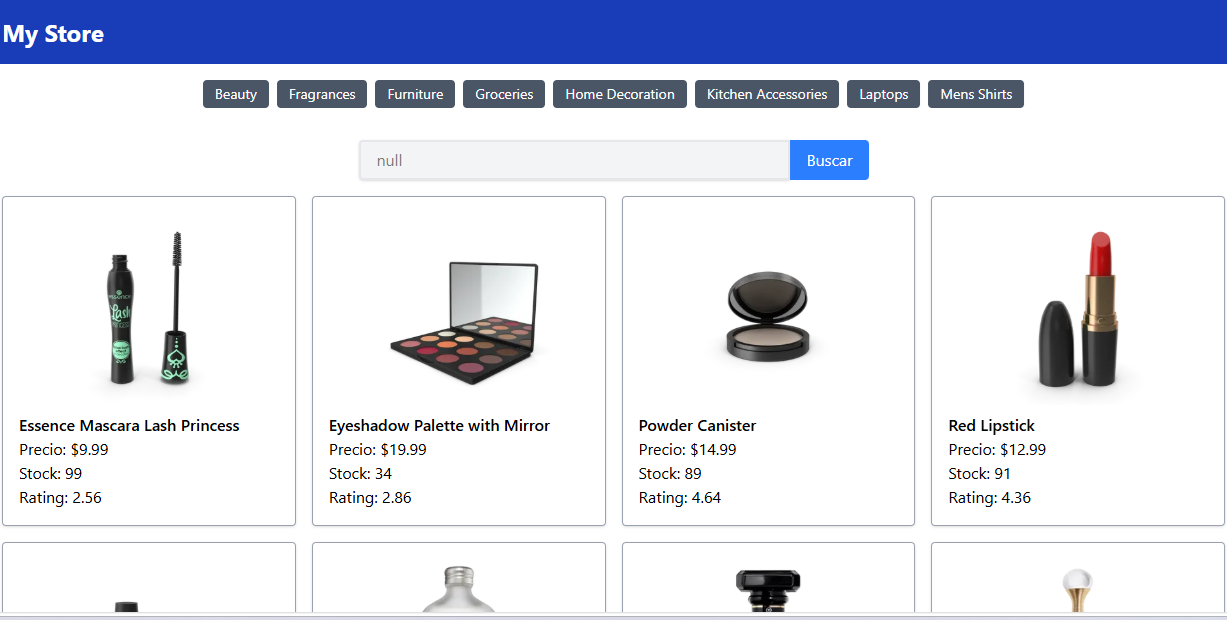 My Store
Beauty Fragrances Furniture Groceries Home Decoration Kitchen Accessories Laptops Mens Shirts
null Buscar
essence
Lash
Essence Mascara Lash Princess
Precio: $9.99
Stock: 99
Rating: 2.56
Eyeshadow Palette with Mirror
Precio: $19.99
Stock: 34
Rating: 2.86
Powder Canister
Precio: $14.99
Stock: 89
Rating: 4.64
Red Lipstick
Precio: $12.99
Stock: 91
Rating: 4.36